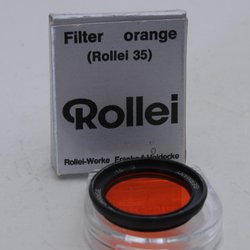 Filter orange
(Rollei 35)
Rollei
Rollei-Werke Franke & Heidecke